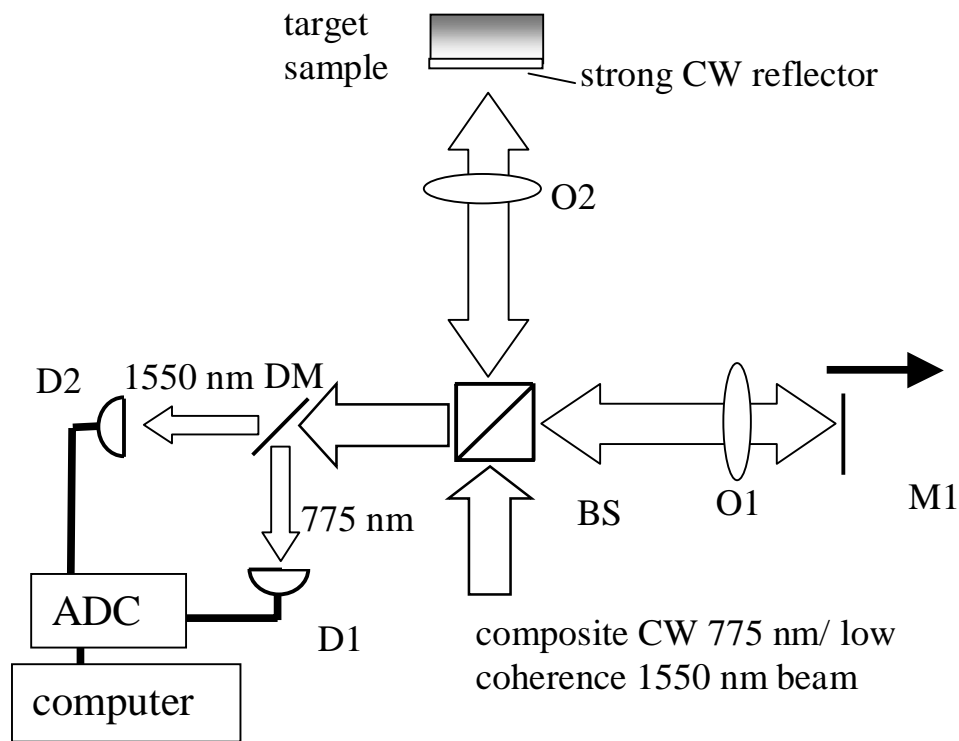 target
sample
strong CW reflector
O2
D2
1550 nm DM
BS
O1
M1
775 nm
ADC
D1
computer
composite CW 775 nm/ low
coherence 1550 nm beam